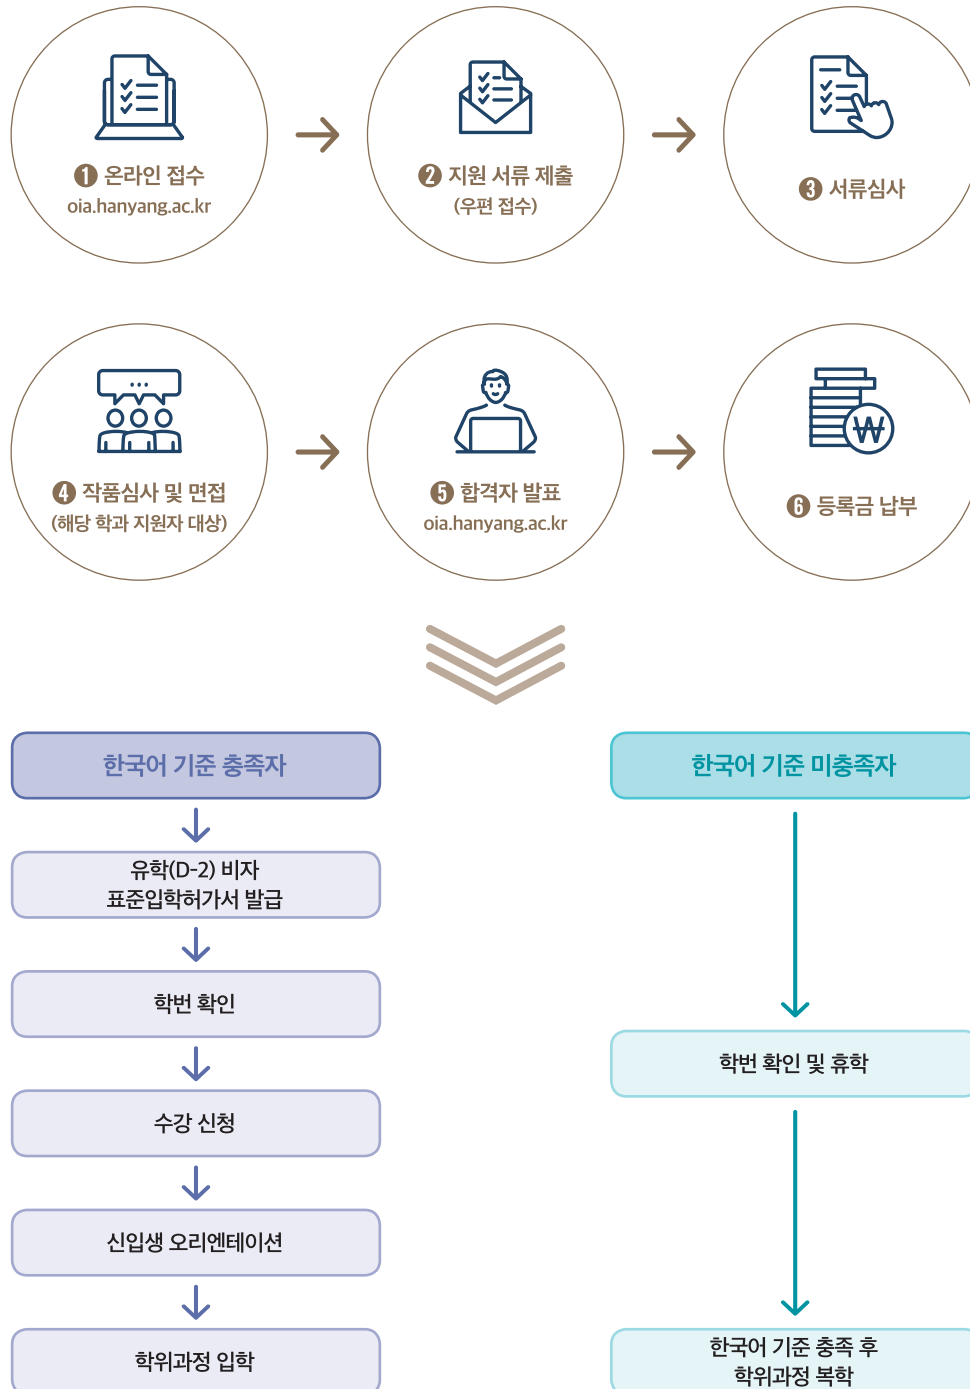 ❶ 온라인 접수
oia.hanyang.ac.kr
❷ 지원 서류 제출
(우편 접수)
❸ 서류심사
...
❹ 작품심사 및 면접
(해당 학과 지원자 대상)
❺ 합격자 발표
oia.hanyang.ac.kr
₩
❻ 등록금 납부
한국어 기준 충족자
유학(D-2) 비자
표준입학허가서 발급
학번 확인
수강 신청
신입생 오리엔테이션
학위과정 입학
한국어 기준 미충족자
학번 확인 및 휴학
한국어 기준 충족 후
학위과정 복학